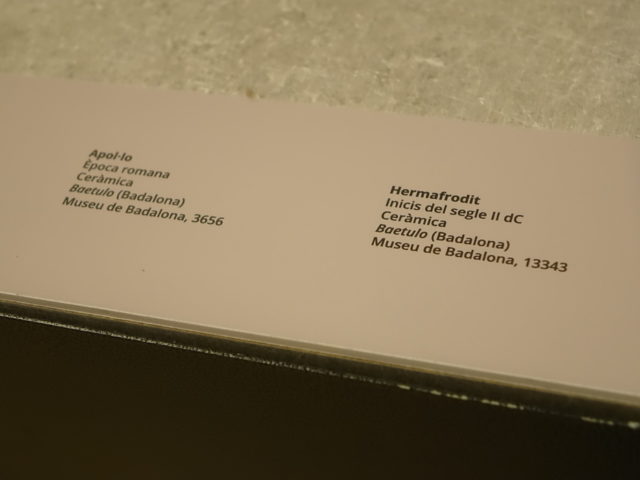 Apol·lo
Època romana
Ceràmica
Baetulo (Badalona)
Museu de Badalona, 3656
Hermafrodit
Inicis del segle II dC
Ceràmica
Baetulo (Badalona)
Museu de Badalona, 13343